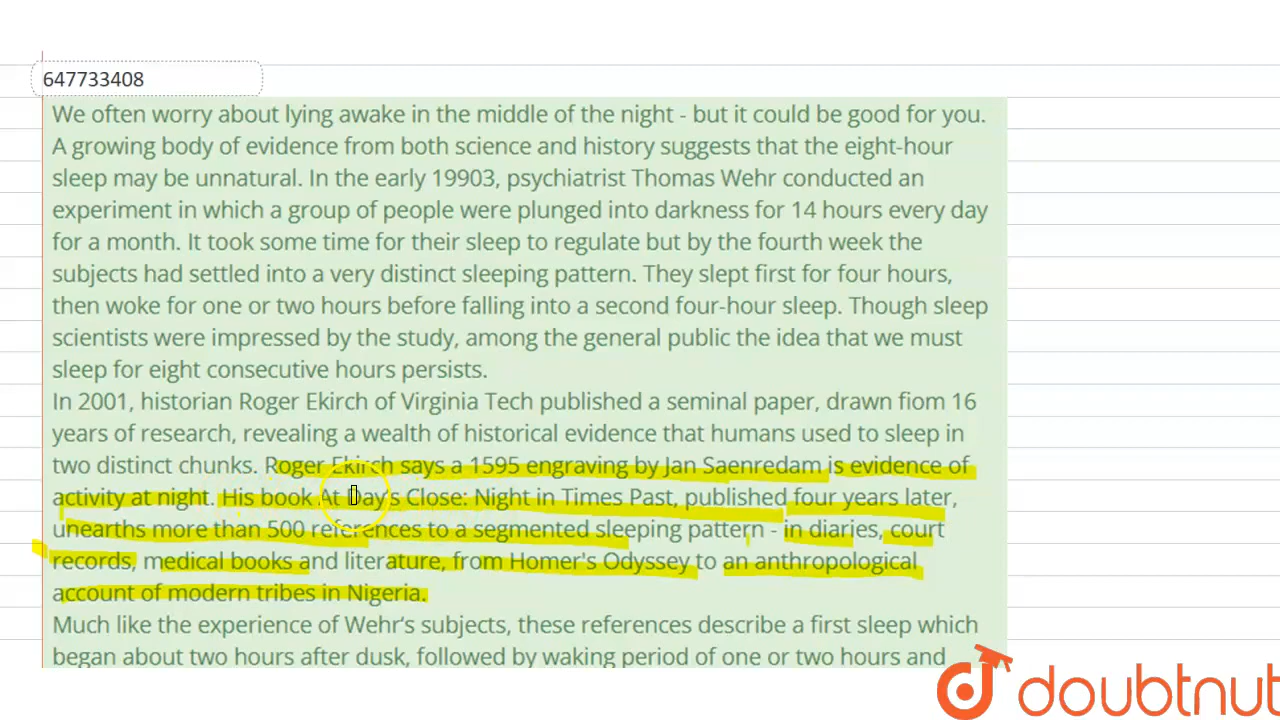 647733408
We often worry about lying awake in the middle of the night - but it could be good for you.
A growing body of evidence from both science and history suggests that the eight-hour
sleep may be unnatural. In the early 19903, psychiatrist Thomas Wehr conducted an
experiment in which a group of people were plunged into darkness for 14 hours every day
for a month. It took some time for their sleep to regulate but by the fourth week the
subjects had settled into a very distinct sleeping pattern. They slept first for four hours,
then woke for one or two hours before falling into a second four-hour sleep. Though sleep
scientists were impressed by the study, among the general public the idea that we must
sleep for eight consecutive hours persists.
In 2001, historian Roger Ekirch of Virginia Tech published a seminal paper, drawn fiom 16
years of research, revealing a wealth of historical evidence that humans used to sleep in
two distinct chunks. Roger Ekirch says a 1595 engraving by Jan Saenredam is evidence of
activity at night. His book At Day's Close: Night in Times Past, published four years later,
unearths more than 500 references to a segmented sleeping pattern - in diaries, court
records, medical books and literature, from Homer's Odyssey to an anthropological
account of modern tribes in Nigeria.
Much like the experience of Wehr's subjects, these references describe a first sleep which
began about two hours after dusk, followed by waking period of one or two hours and
doubtnut